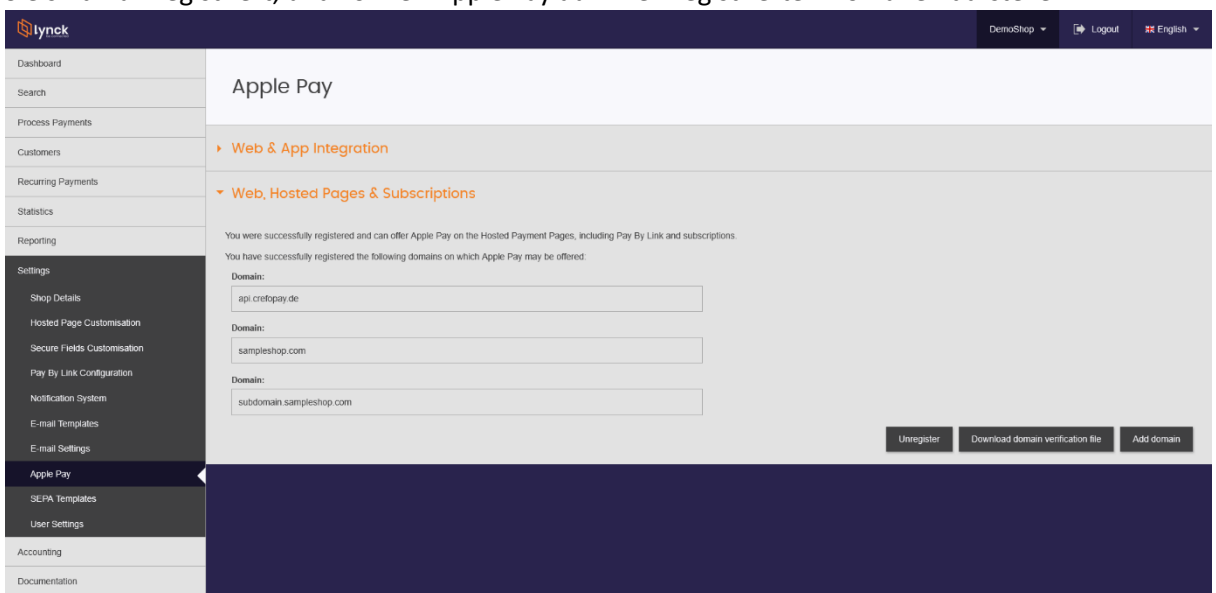 lynck
DemoShop
Logout
English
Dashboard
Search
Process Payments
Customers
Recurring Payments
Statistics
Reporting
Settings
Shop Details
Hosted Page Customisation
Secure Fields Customisation
Pay By Link Configuration
Notification System
E-mail Templates
E-mail Settings
Apple Pay
SEPA Templates
User Settings
Accounting
Documentation
Apple Pay
Web & App Integration
Web, Hosted Pages & Subscriptions
You were successfully registered and can offer Apple Pay on the Hosted Payment Pages, including Pay By Link and subscriptions.
You have successfully registered the following domains on which Apple Pay may be offered:
Domain:
api.crefopay.de
Domain:
sampleshop.com
Domain:
subdomain.sampleshop.com
Unregister
Download domain verification file
Add domain